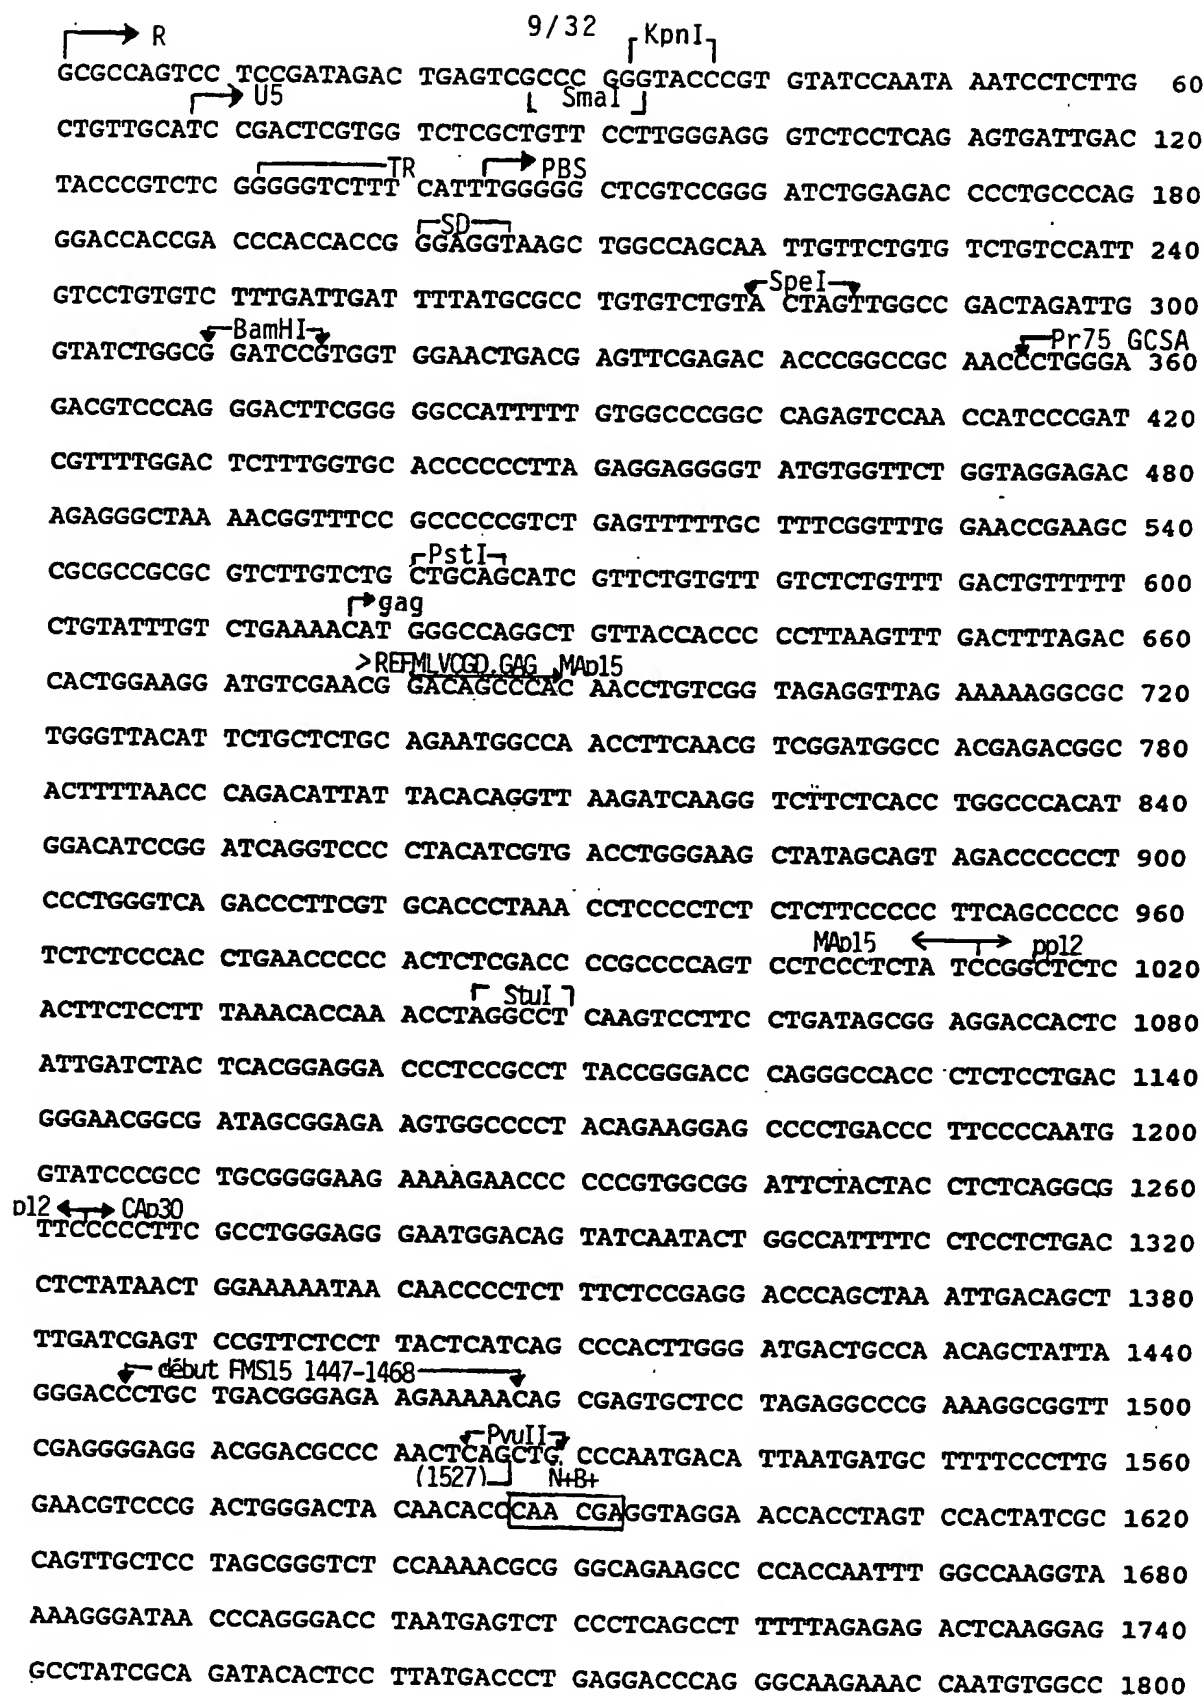 9/32
R KpnI
GCGCCAGTCC TCCGATAGAC TGAGTCGCCC GGGTACCCGT GTATCCAATA AATCCTCTTG 60
U5 SmaI
CTGTTGCATC CGACTCGTGG TCTCGCTGTT CCTTGGGAGG GTCTCCTCAG AGTGATTGAC 120
TR PBS
TACCCGTCTC GGGGGTCTTT CATTTGGGGG CTCGTCCGGG ATCTGGAGAC CCCTGCCCAG 180
SD
GGACCACCGA CCCACCACCG GGAGGTAAGC TGGCCAGCAA TTGTTCTGTG TCTGTCCATT 240
SpeI
GTCCTGTGTC TTTGATTGAT TTTATGCGCC TGTGTCTGTA CTAGTTGGCC GACTAGATTG 300
BamHI Pr75 GCSA
GTATCTGGCG GATCCGTGGT GGAACTGACG AGTTCGAGAC ACCCGGCCGC AACCCTGGGA 360
GACGTCCCAG GGACTTCGGG GGCCATTTTT GTGGCCCGGC CAGAGTCCAA CCATCCCGAT 420
CGTTTTGGAC TCTTTGGTGC ACCCCCCTTA GAGGAGGGGT ATGTGGTTCT GGTAGGAGAC 480
AGAGGGCTAA AACGGTTTCC GCCCCCGTCT GAGTTTTTGC TTTCGGTTTG GAACCGAAGC 540
PstI
CGCGCCGCGC GTCTTGTCTG CTGCAGCATC GTTCTGTGTT GTCTCTGTTT GACTGTTTTT 600
gag
CTGTATTTGT CTGAAAACAT GGGCCAGGCT GTTACCACCC CCTTAAGTTT GACTTTAGAC 660
>REFMLVCGD.GAG MAp15
CACTGGAAGG ATGTCGAACG GACAGCCCAC AACCTGTCGG TAGAGGTTAG AAAAAGGCGC 720
TGGGTTACAT TCTGCTCTGC AGAATGGCCA ACCTTCAACG TCGGATGGCC ACGAGACGGC 780
ACTTTTAACC CAGACATTAT TACACAGGTT AAGATCAAGG TCTTCTCACC TGGCCCACAT 840
GGACATCCGG ATCAGGTCCC CTACATCGTG ACCTGGGAAG CTATAGCAGT AGACCCCCCT 900
CCCTGGGTCA GACCCTTCGT GCACCCTAAA CCTCCCCTCT CTCTTCCCCC TTCAGCCCCC 960
MAp15 pp12
TCTCTCCCAC CTGAACCCCC ACTCTCGACC CCGCCCCAGT CCTCCCTCTA TCCGGCTCTC 1020
StuI
ACTTCTCCTT TAAACACCAA ACCTAGGCCT CAAGTCCTTC CTGATAGCGG AGGACCACTC 1080
ATTGATCTAC TCACGGAGGA CCCTCCGCCT TACCGGGACC CAGGGCCACC CTCTCCTGAC 1140
GGGAACGGCG ATAGCGGAGA AGTGGCCCCT ACAGAAGGAG CCCCTGACCC TTCCCCAATG 1200
GTATCCCGCC TGCGGGGAAG AAAAGAACCC CCCGTGGCGG ATTCTACTAC CTCTCAGGCG 1260
p12 CAp30
TTCCCCCTTC GCCTGGGAGG GAATGGACAG TATCAATACT GGCCATTTTC CTCCTCTGAC 1320
CTCTATAACT GGAAAAATAA CAACCCCTCT TTCTCCGAGG ACCCAGCTAA ATTGACAGCT 1380
TTGATCGAGT CCGTTCTCCT TACTCATCAG CCCACTTGGG ATGACTGCCA ACAGCTATTA 1440
début FMS15 1447-1468
GGGACCCTGC TGACGGGAGA AGAAAAACAG CGAGTGCTCC TAGAGGCCCG AAAGGCGGTT 1500
PvuII
CGAGGGGAGG ACGGACGCCC AACTCAGCTG CCCAATGACA TTAATGATGC TTTTCCCTTG 1560
(1527) N+B+
GAACGTCCCG ACTGGGACTA CAACACCCAA CGAGGTAGGA ACCACCTAGT CCACTATCGC 1620
CAGTTGCTCC TAGCGGGTCT CCAAAACGCG GGCAGAAGCC CCACCAATTT GGCCAAGGTA 1680
AAAGGGATAA CCCAGGGACC TAATGAGTCT CCCTCAGCCT TTTTAGAGAG ACTCAAGGAG 1740
GCCTATCGCA GATACACTCC TTATGACCCT GAGGACCCAG GGCAAGAAAC CAATGTGGCC 1800